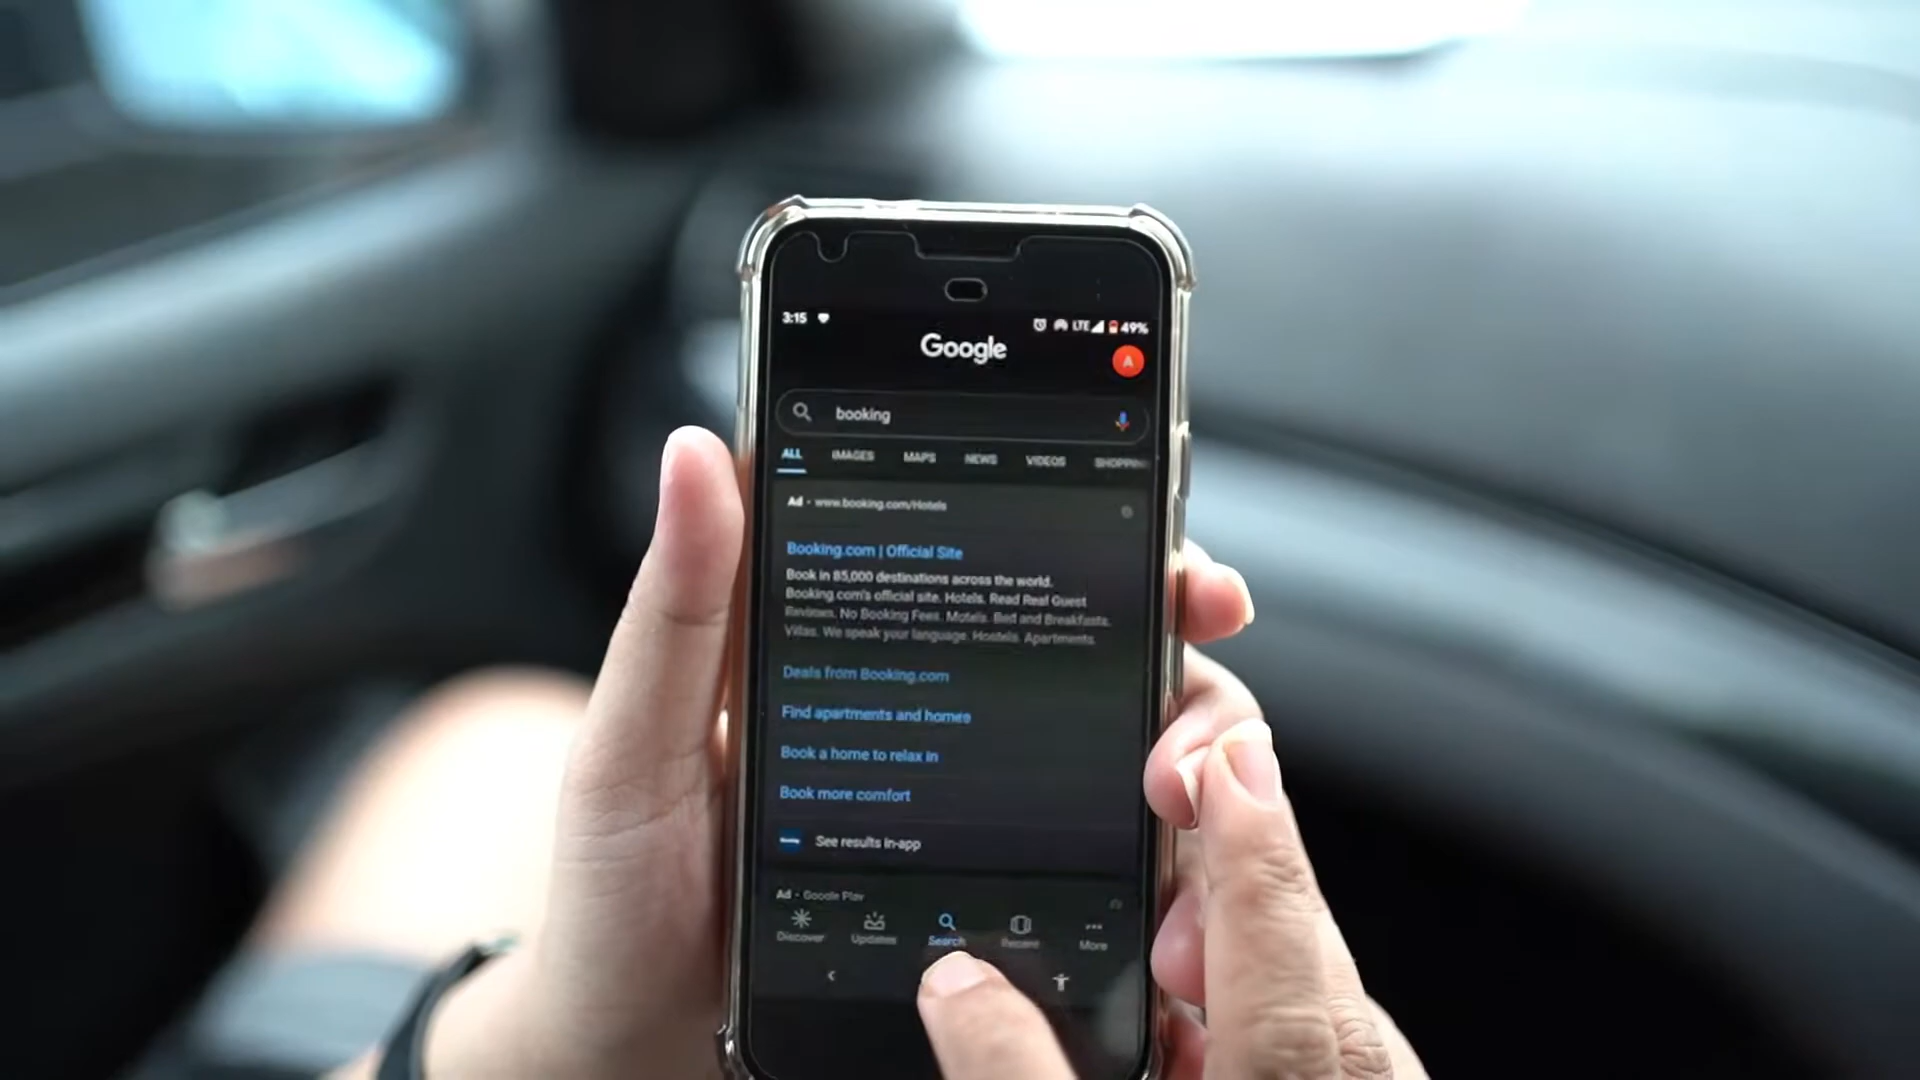 3:15 LTE 49%
Google
A
booking
ALL IMAGES MAPS NEWS VIDEOS SHOPPIN
Ad · www.booking.com/Hotels
Booking.com | Official Site
Book in 85,000 destinations across the world.
Booking.com's official site. Hotels. Read Real Guest
Reviews. No Booking Fees. Motels. Bed and Breakfasts.
Villas. We speak your language. Hostels. Apartments.
Deals from Booking.com
Find apartments and homes
Book a home to relax in
Book more comfort
See results in-app
Ad · Google Play
Discover Updates Search Recent More